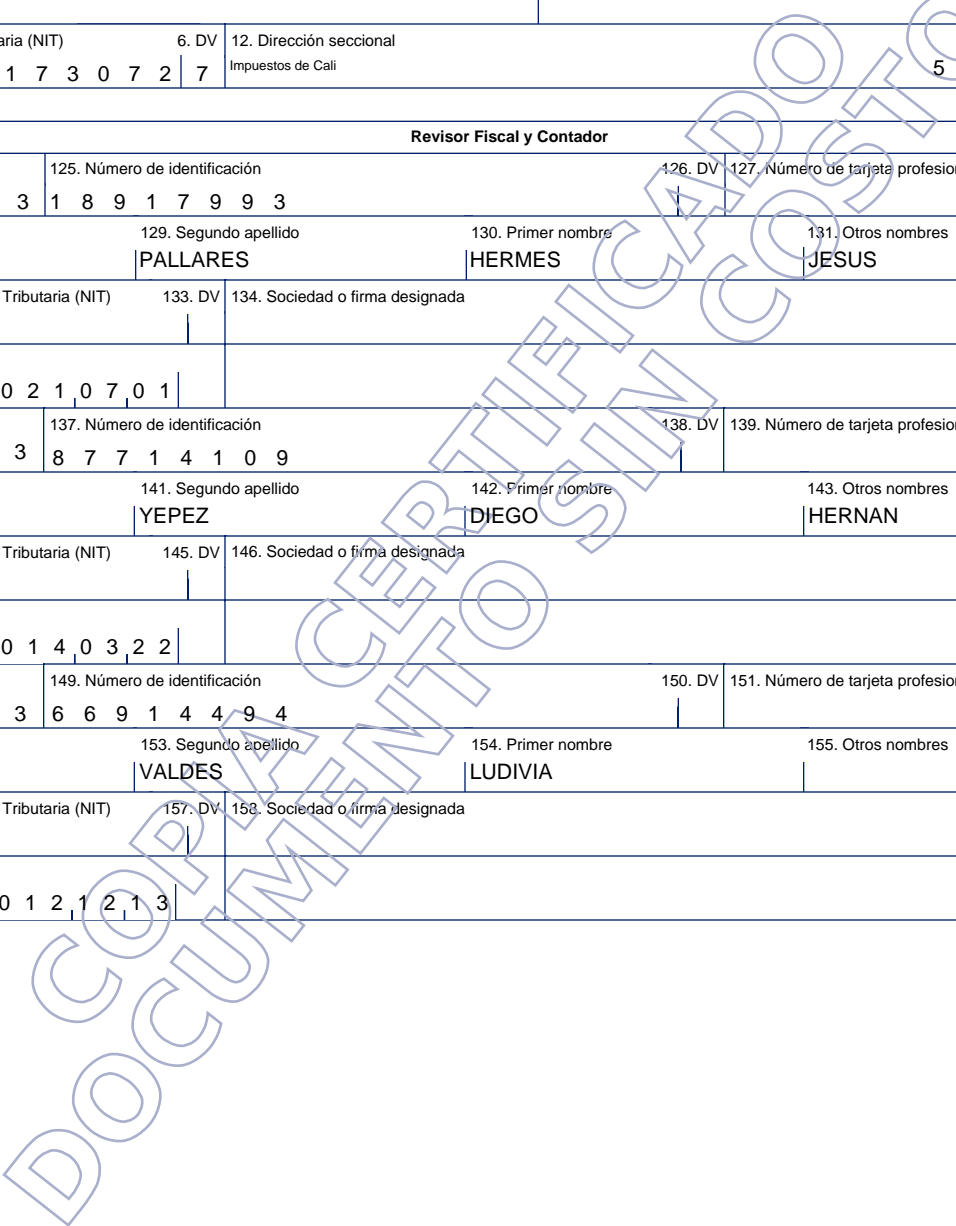 aria (NIT) 6. DV 12. Dirección seccional
1 7 3 0 7 2 7 Impuestos de Cali 5
Revisor Fiscal y Contador
125. Número de identificación 126. DV 127. Número de tarjeta profesion
3 1 8 9 1 7 9 9 3
129. Segundo apellido 130. Primer nombre 131. Otros nombres
PALLARES HERMES JESUS
Tributaria (NIT) 133. DV 134. Sociedad o firma designada
0 2 1 0 7 0 1
137. Número de identificación 138. DV 139. Número de tarjeta profesion
3 8 7 7 1 4 1 0 9
141. Segundo apellido 142. Primer nombre 143. Otros nombres
YEPEZ DIEGO HERNAN
Tributaria (NIT) 145. DV 146. Sociedad o firma designada
0 1 4 0 3 2 2
149. Número de identificación 150. DV 151. Número de tarjeta profesion
3 6 6 9 1 4 4 9 4
153. Segundo apellido 154. Primer nombre 155. Otros nombres
VALDES LUDIVIA
Tributaria (NIT) 157. DV 158. Sociedad o firma designada
0 1 2 1 2 1 3
COPIA CERTIFICADO
DOCUMENTO SIN COSTO